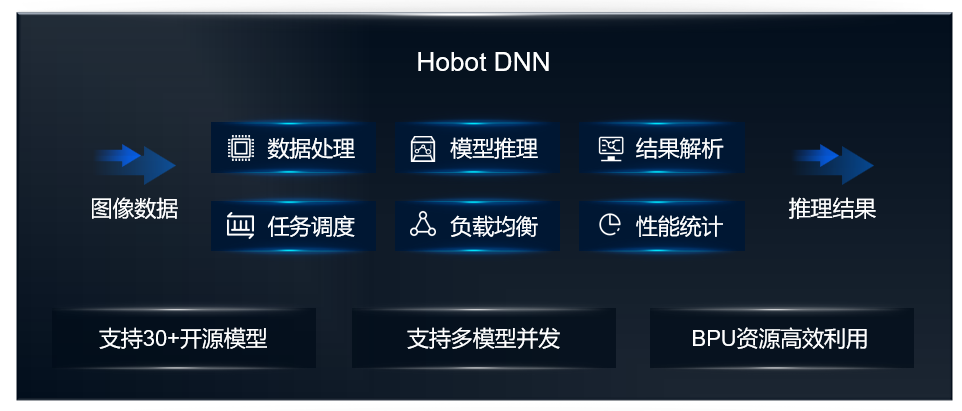 Hobot DNN
数据处理
模型推理
结果解析
图像数据
推理结果
任务调度
负载均衡
性能统计
支持30+开源模型
支持多模型并发
BPU资源高效利用